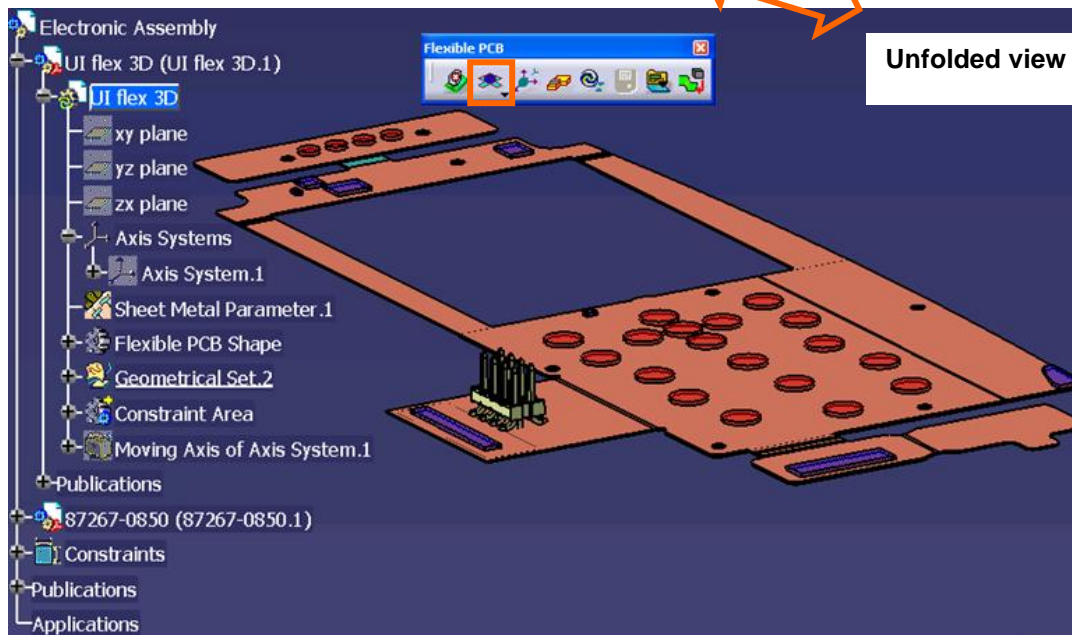 Electronic Assembly
UI flex 3D (UI flex 3D.1)
UI flex 3D
xy plane
yz plane
zx plane
Axis Systems
Axis System.1
Sheet Metal Parameter.1
Flexible PCB Shape
Geometrical Set.2
Constraint Area
Moving Axis of Axis System.1
Publications
87267-0850 (87267-0850.1)
Constraints
Publications
Applications
Flexible PCB
Unfolded view